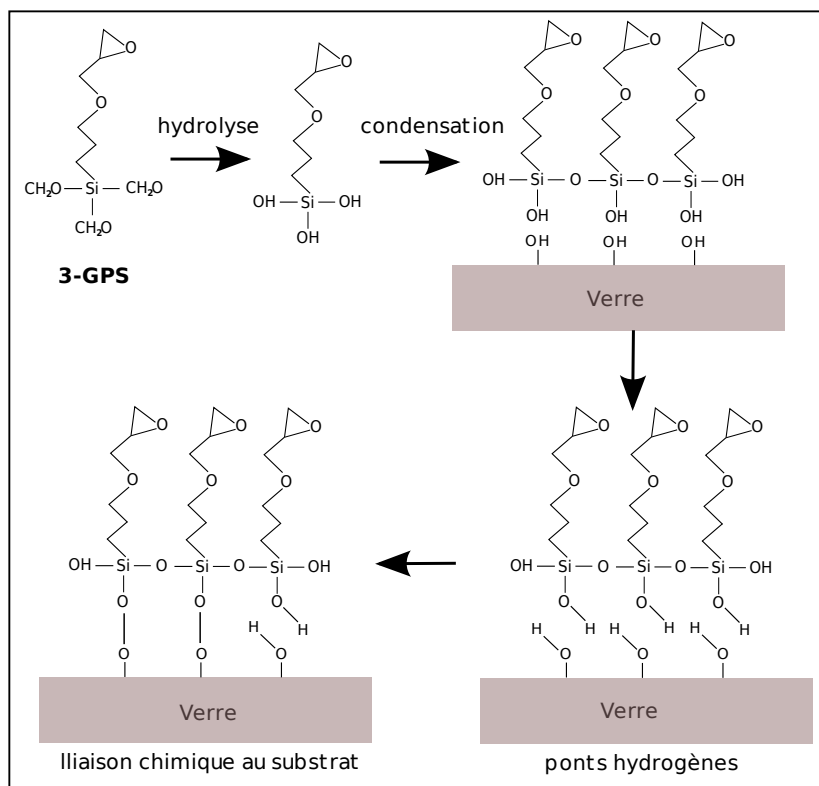 O
O
hydrolyse
CH2O Si CH2O
CH2O
3-GPS
O
O
condensation
OH Si OH
OH
O O O
O O O
OH Si O Si O Si OH
OH OH OH
OH OH OH
Verre
O O O
O O O
OH Si O Si O Si OH
O O O
H H H
H H H
O O O
Verre
ponts hydrogènes
O O O
O O O
OH Si O Si O Si OH
O O O
H H
O O O
Verre
lliaison chimique au substrat